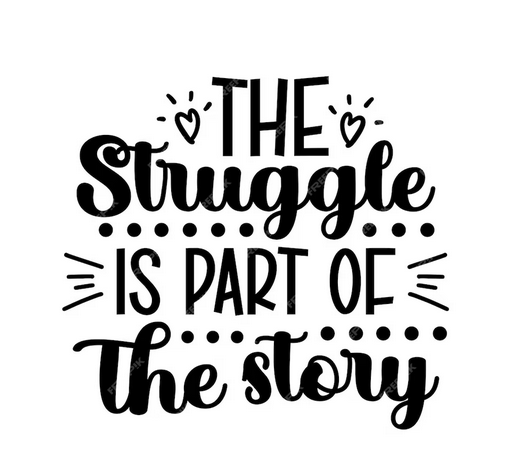 THE
Struggle
IS PART OF
The story